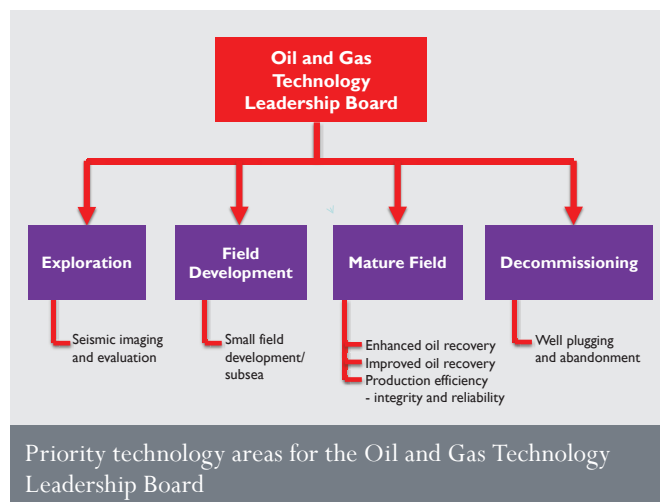 Oil and Gas
Technology
Leadership Board
Exploration
Field
Development
Mature Field
Decommissioning
Seismic imaging
and evaluation
Small field
development/
subsea
Enhanced oil recovery
Improved oil recovery
Production efficiency
- integrity and reliability
Well plugging
and abandonment
Priority technology areas for the Oil and Gas Technology
Leadership Board